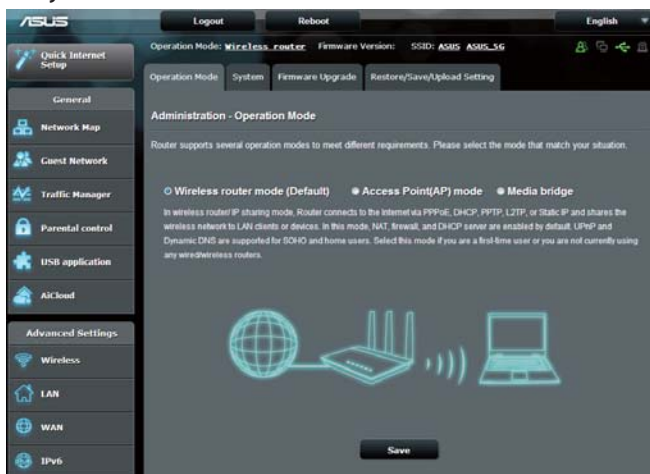 ASUS Logout Reboot English
Quick Internet Setup
Operation Mode: Wireless router Firmware Version: SSID: ASUS ASUS_5G
Operation Mode System Firmware Upgrade Restore/Save/Upload Setting
General
Network Map
Guest Network
Traffic Manager
Parental control
USB application
AiCloud
Advanced Settings
Wireless
LAN
WAN
IPv6
Administration - Operation Mode
Router supports several operation modes to meet different requirements. Please select the mode that match your situation.
Wireless router mode (Default) Access Point(AP) mode Media bridge
In wireless router/ IP sharing mode, Router connects to the Internet via PPPoE, DHCP, PPTP, L2TP, or Static IP and shares the
wireless network to LAN clients or devices. In this mode, NAT, firewall, and DHCP server are enabled by default. UPnP and
Dynamic DNS are supported for SOHO and home users. Select this mode if you are a first-time user or you are not currently using
any wired/wireless routers.
Save